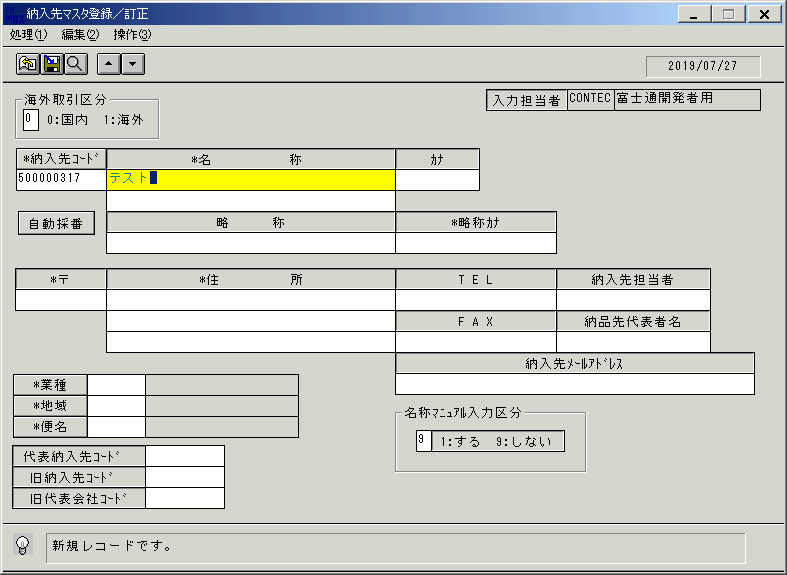 納入先マスタ登録／訂正
処理(1) 編集(2) 操作(3)
2019/07/27
海外取引区分
0 0:国内 1:海外
入力担当者 CONTEC 富士通開発者用
*納入先ｺｰﾄﾞ *名 称 ｶﾅ
500000317 テスト
自動採番 略 称 *略称ｶﾅ
*〒 *住 所 ＴＥＬ 納入先担当者
ＦＡＸ 納品先代表者名
納入先ﾒｰﾙｱﾄﾞﾚｽ
*業種
*地域
*便名
名称ﾏﾆｭｱﾙ入力区分
9 1:する 9:しない
代表納入先ｺｰﾄﾞ
旧納入先ｺｰﾄﾞ
旧代表会社ｺｰﾄﾞ
新規レコードです。